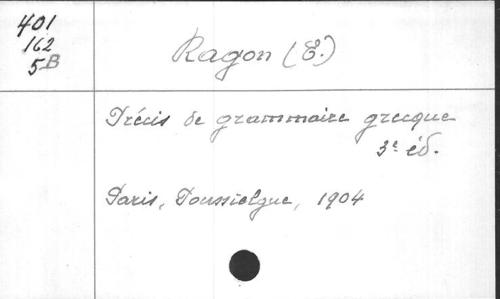 401
162
5B
Ragon (E.)
Précis de grammaire grecque
3e éd.
Paris, Poussielgue, 1904